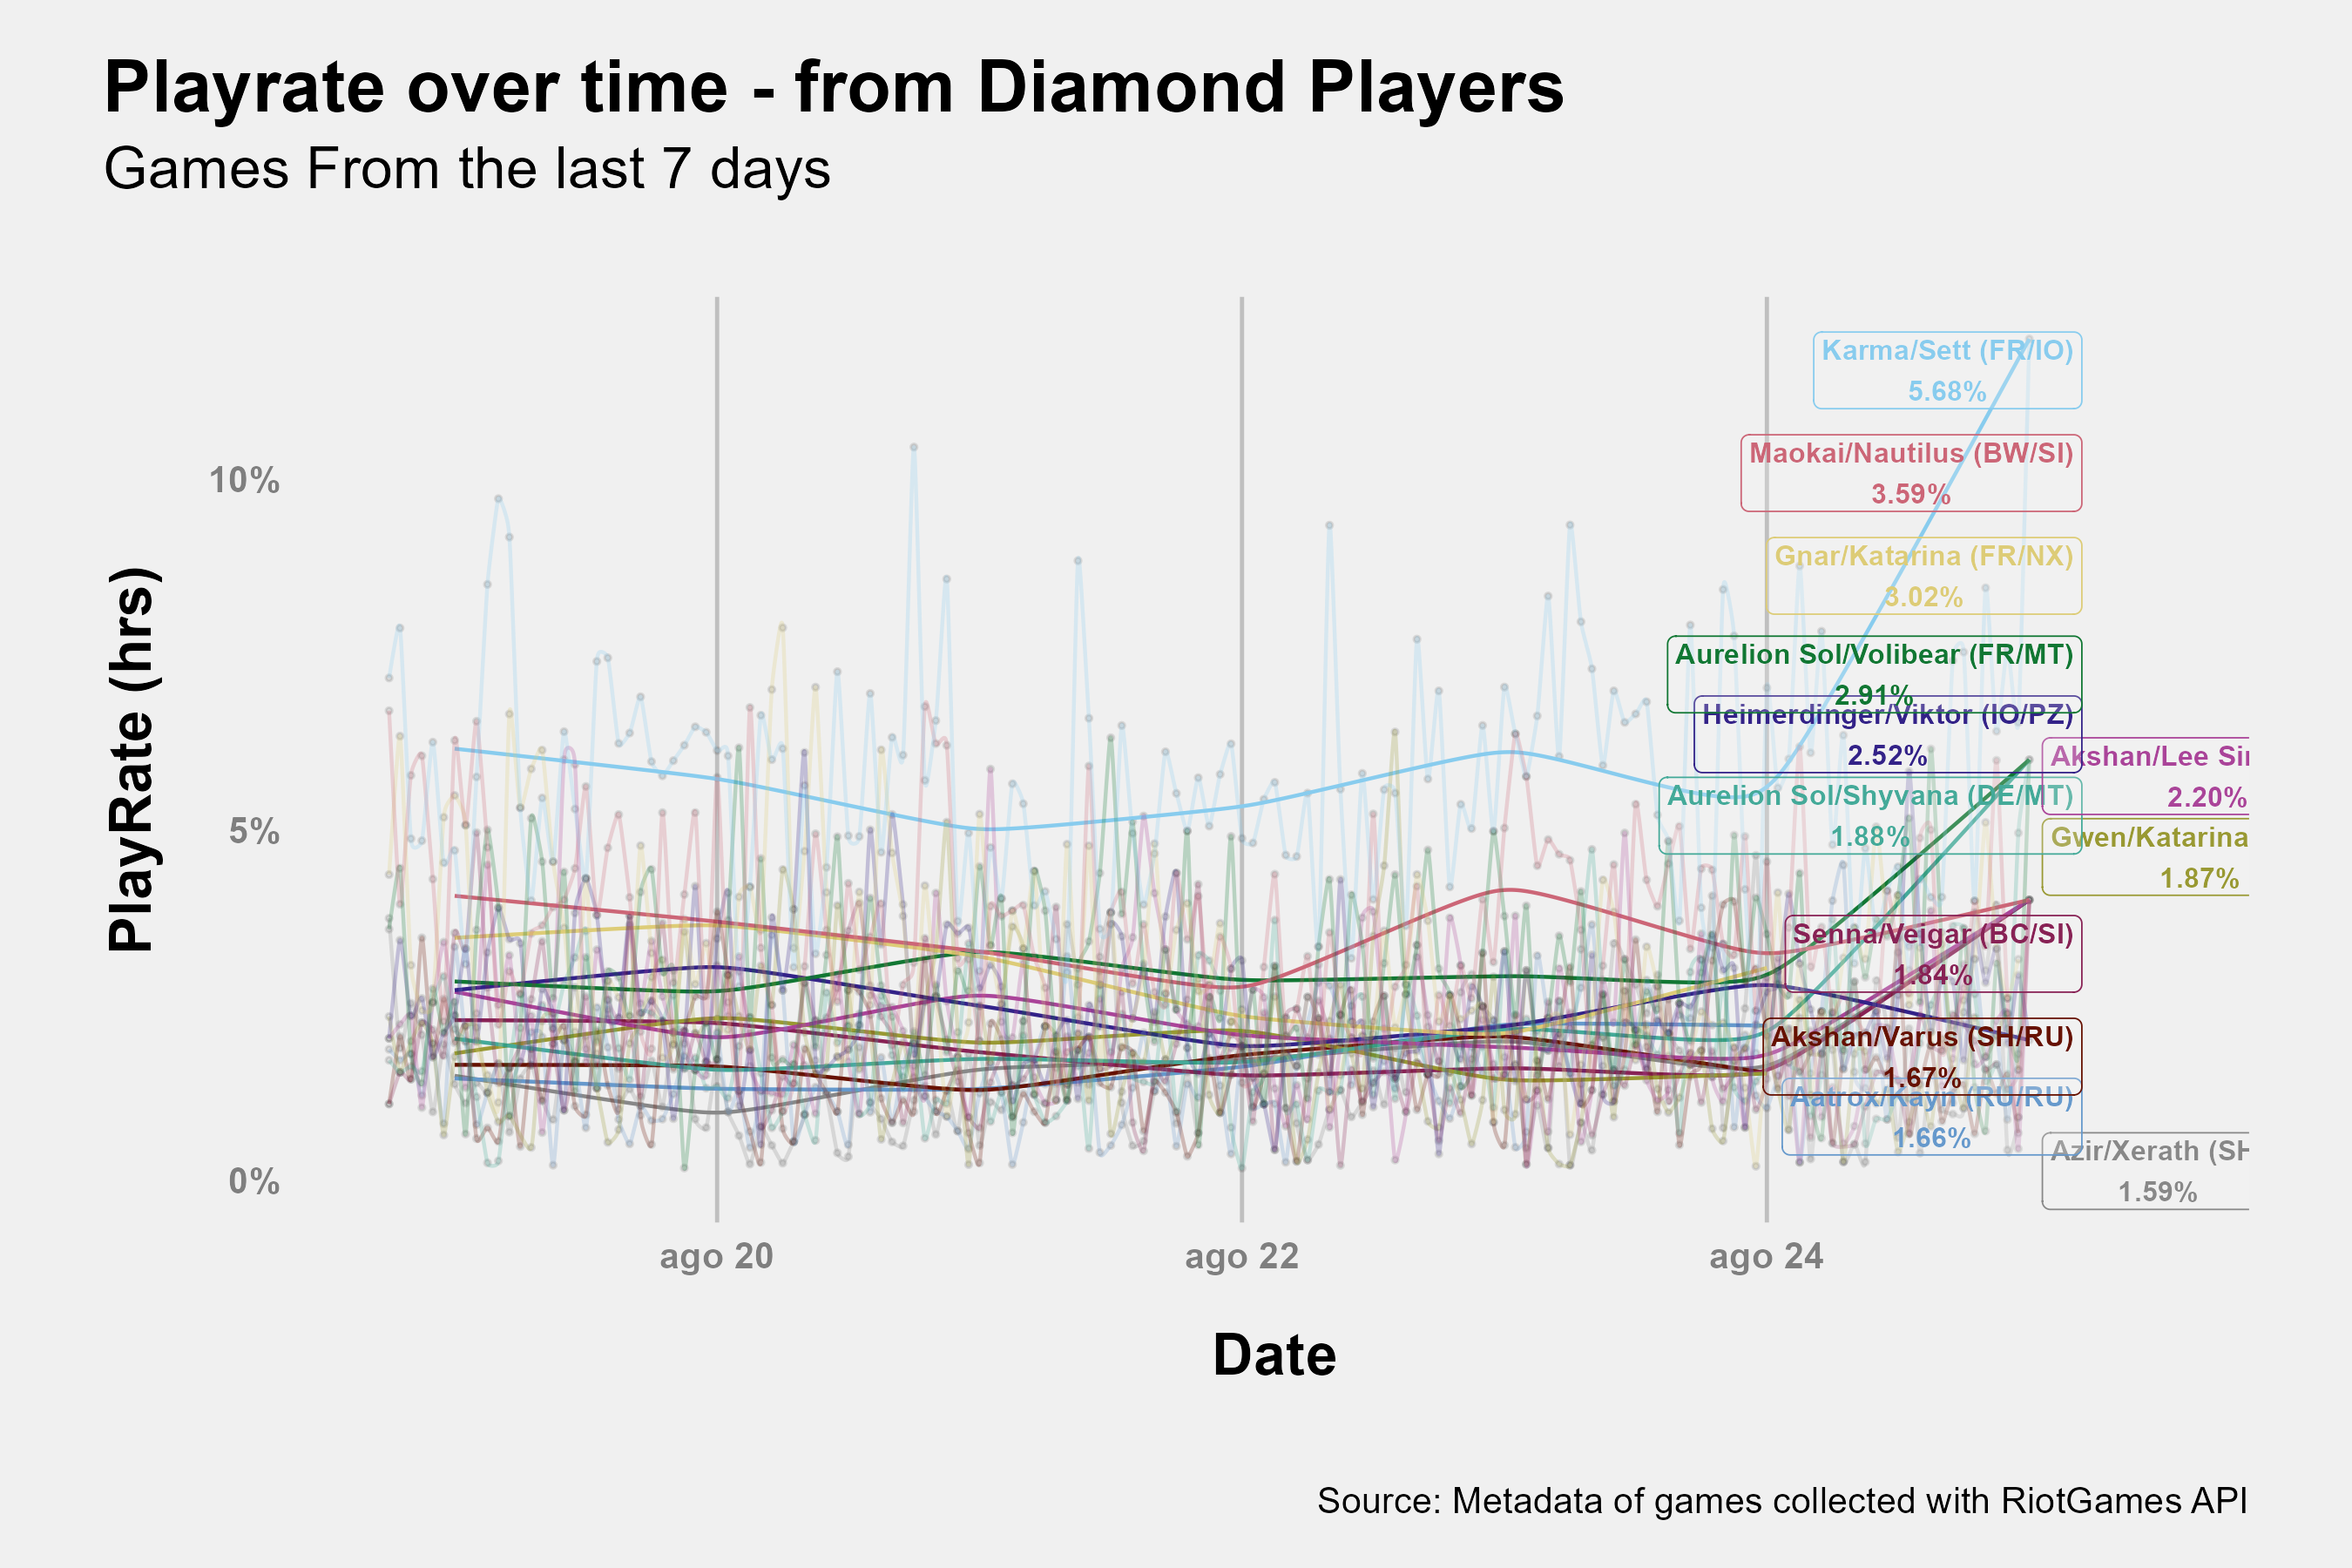 Playrate over time - from Diamond Players
Games From the last 7 days
PlayRate (hrs)
10%
5%
0%
Karma/Sett (FR/IO)
5.68%
Maokai/Nautilus (BW/SI)
3.59%
Gnar/Katarina (FR/NX)
3.02%
Aurelion Sol/Volibear (FR/MT)
2.91%
Heimerdinger/Viktor (IO/PZ)
2.52%
Akshan/Lee Sin
2.20%
Aurelion Sol/Shyvana (DE/MT)
1.88%
Gwen/Katarina
1.87%
Senna/Veigar (BC/SI)
1.84%
Akshan/Varus (SH/RU)
1.67%
Aatrox/Kayn (RU/RU)
1.66%
Azir/Xerath (SH
1.59%
ago 20
ago 22
ago 24
Date
Source: Metadata of games collected with RiotGames API